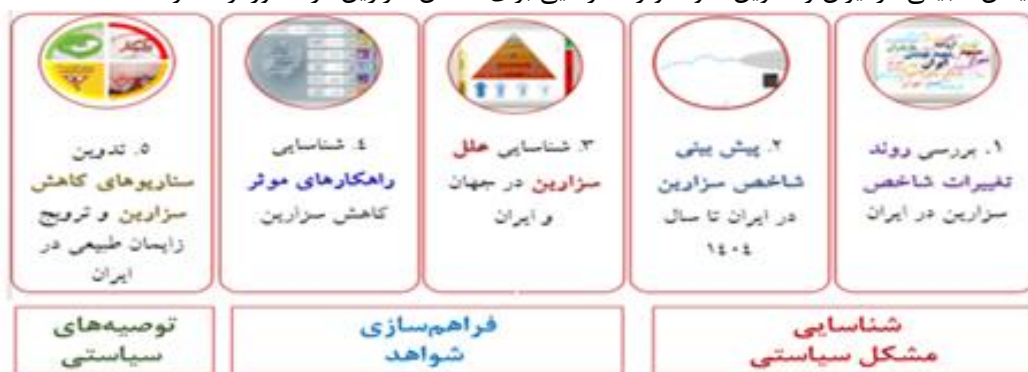 ۱. بررسی روند
تغییرات شاخص
سزارین در ایران
۲. پیش بینی
شاخص سزارین
در ایران تا سال
۱۴۰۴
۳. شناسایی علل
سزارین در جهان
و ایران
٤. شناسایی
راهکارهای موثر
کاهش سزارین
۵. تدوین
سناریوهای کاهش
سزارین و ترویج
زایمان طبیعی در
ایران
شناسایی
مشکل سیاستی
فراهم‌سازی
شواهد
توصیه‌های
سیاستی